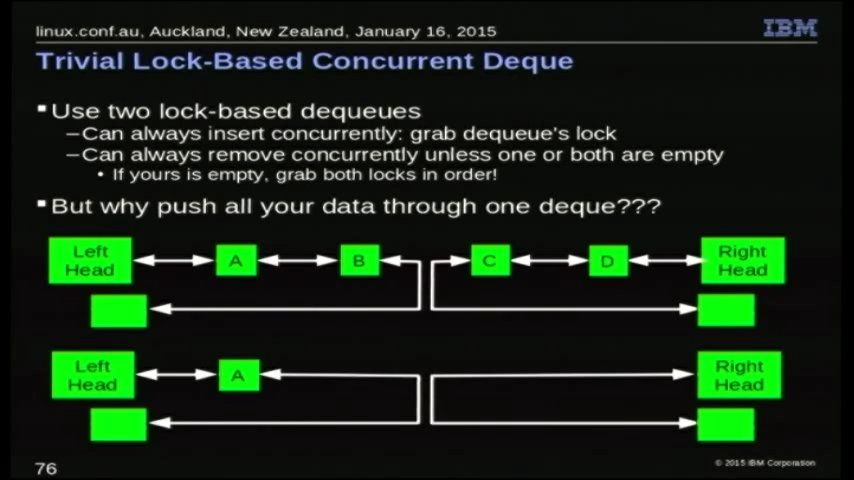 linux.conf.au, Auckland, New Zealand, January 16, 2015
IBM
Trivial Lock-Based Concurrent Deque
Use two lock-based dequeues
–Can always insert concurrently: grab dequeue's lock
–Can always remove concurrently unless one or both are empty
• If yours is empty, grab both locks in order!
But why push all your data through one deque???
Left Head
A
B
C
D
Right Head
Left Head
A
Right Head
76
© 2015 IBM Corporation